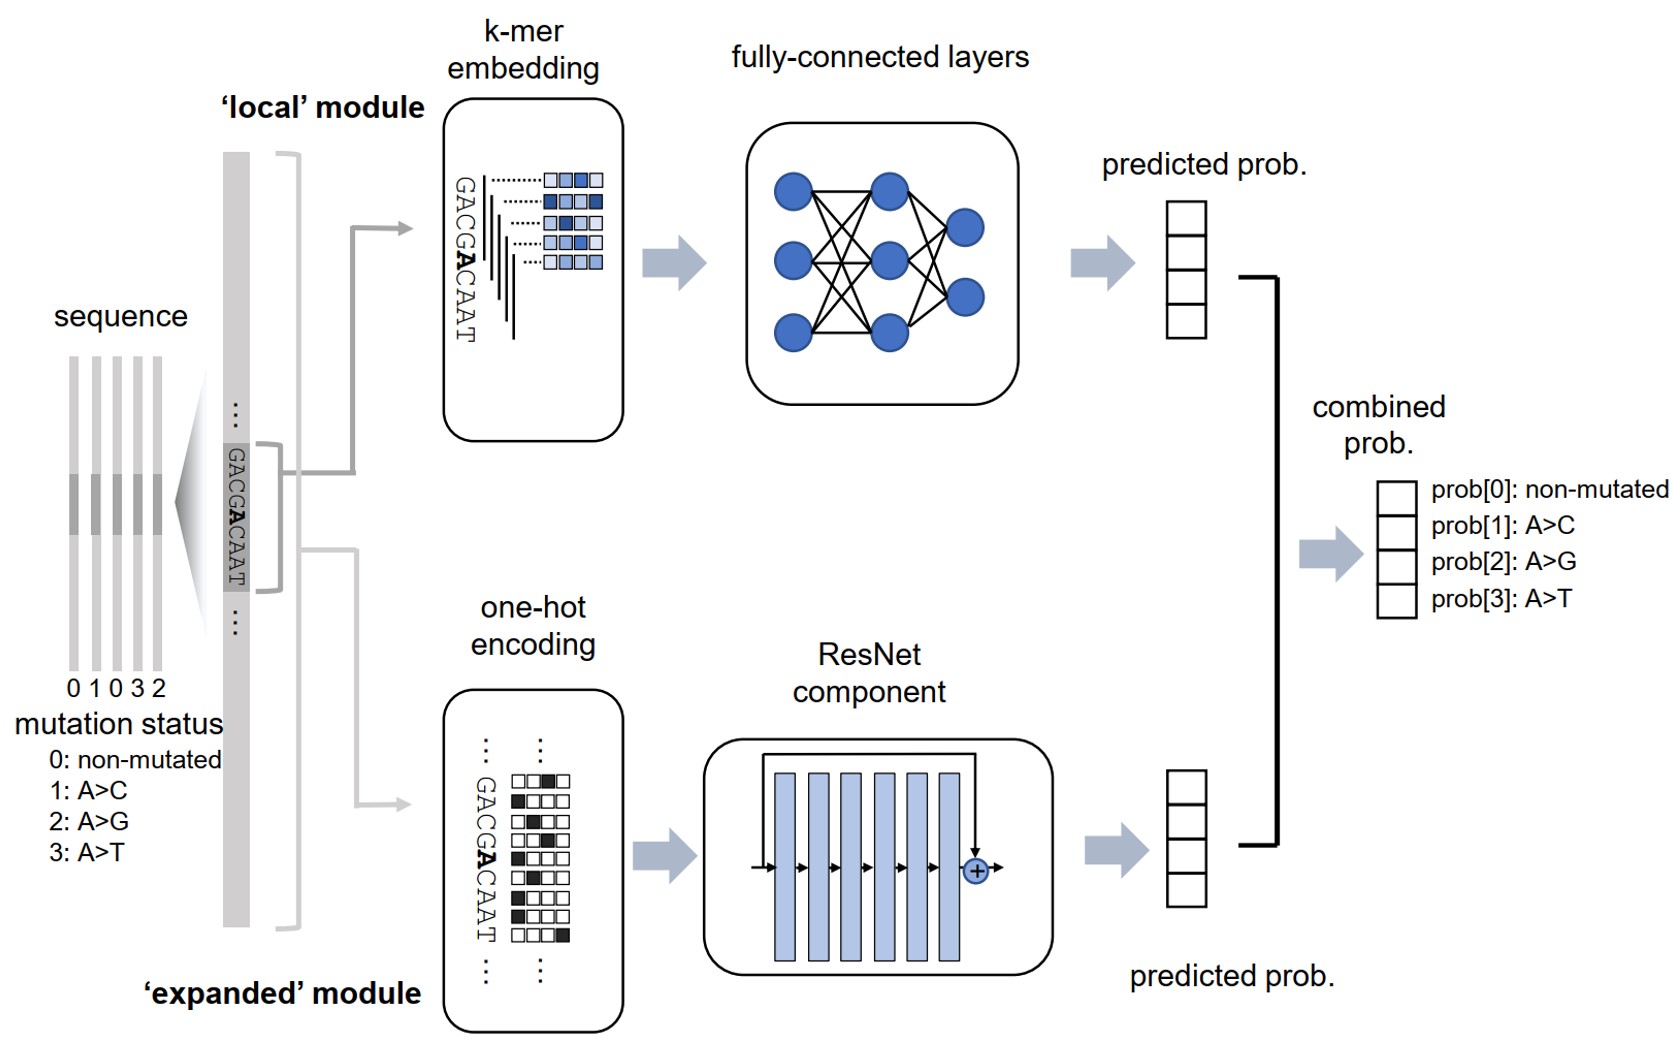 k-mer
embedding
fully-connected layers
‘local’ module
predicted prob.
GACGACAAT
sequence
...
GACGACAAT
...
combined
prob.
prob[0]: non-mutated
prob[1]: A>C
prob[2]: A>G
prob[3]: A>T
0 1 0 3 2
mutation status
0: non-mutated
1: A>C
2: A>G
3: A>T
one-hot
encoding
ResNet
component
... ...
GACGACAAT
... ...
+
‘expanded’ module
predicted prob.